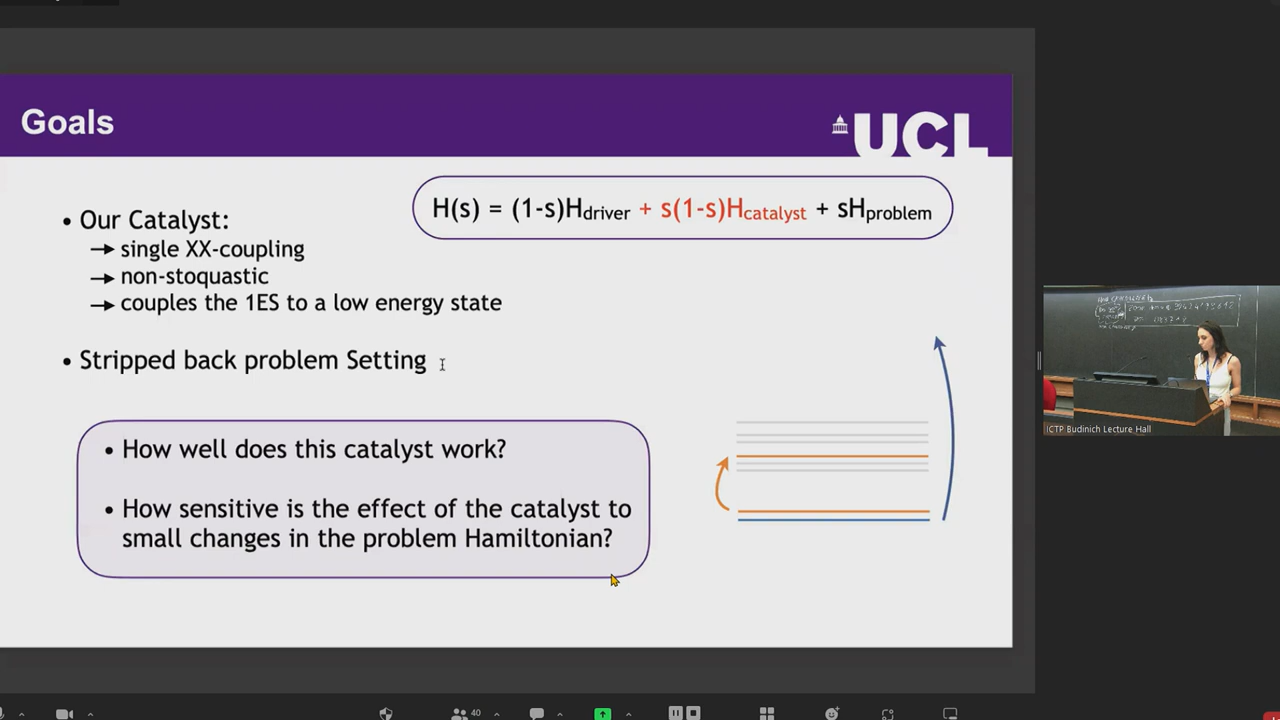 Goals
UCL
H(s) = (1-s)Hdriver + s(1-s)Hcatalyst + sHproblem
• Our Catalyst:
→ single XX-coupling
→ non-stoquastic
→ couples the 1ES to a low energy state
• Stripped back problem Setting
• How well does this catalyst work?
• How sensitive is the effect of the catalyst to
small changes in the problem Hamiltonian?
ICTP Budinich Lecture Hall
40